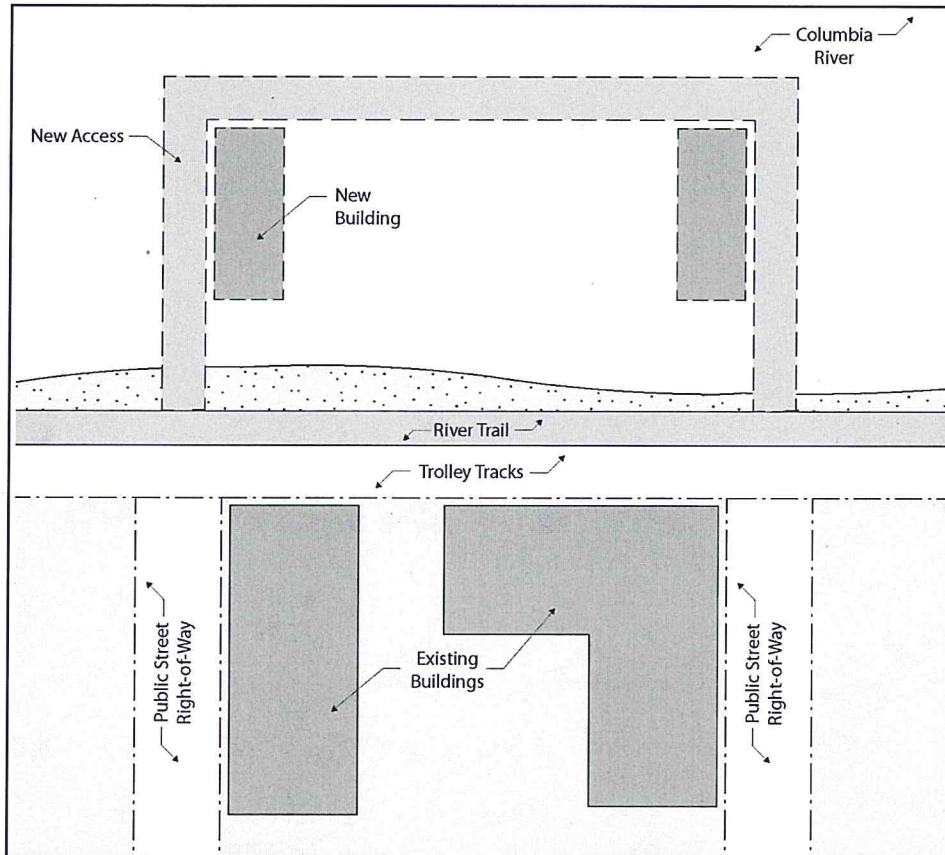 Columbia
River
New Access
New
Building
River Trail
Trolley Tracks
Public Street
Right-of-Way
Existing
Buildings
Public Street
Right-of-Way